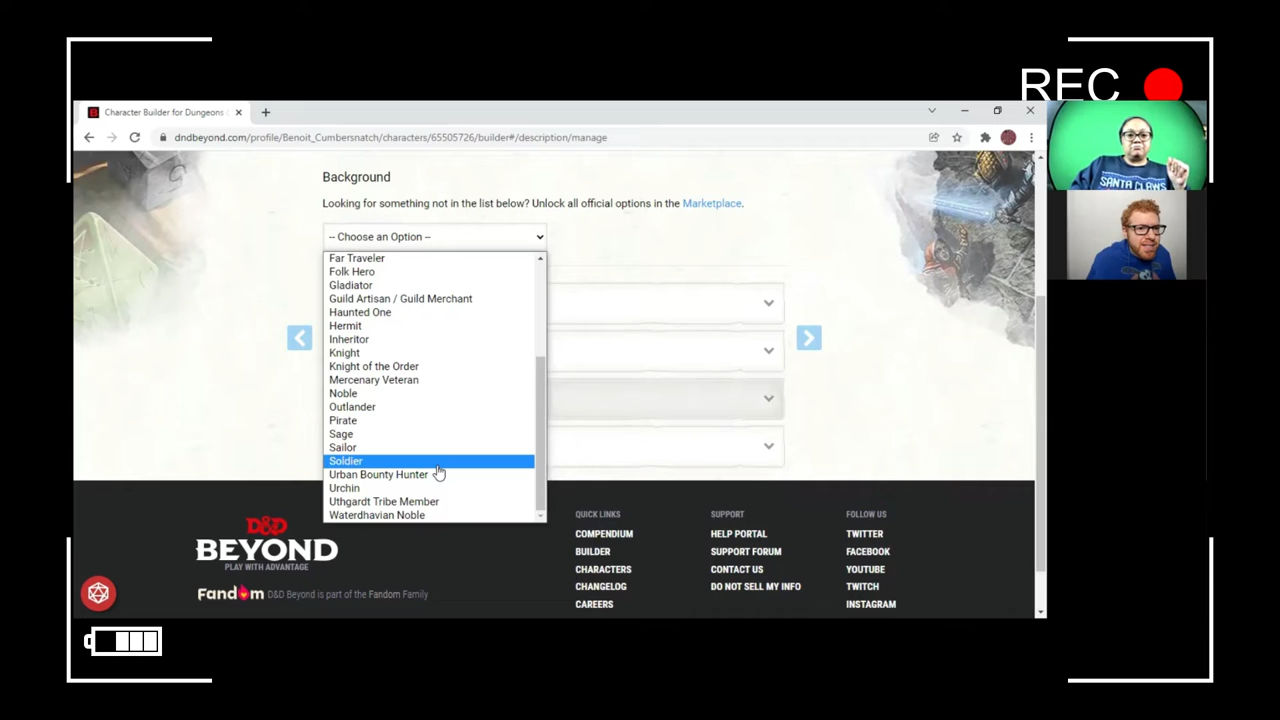 REC
Character Builder for Dungeons
dndbeyond.com/profile/Benoit_Cumbersnatch/characters/65505726/builder#/description/manage
SANTA CLAWS
Background
Looking for something not in the list below? Unlock all official options in the Marketplace.
-- Choose an Option --
Far Traveler
Folk Hero
Gladiator
Guild Artisan / Guild Merchant
Haunted One
Hermit
Inheritor
Knight
Knight of the Order
Mercenary Veteran
Noble
Outlander
Pirate
Sage
Sailor
Soldier
Urban Bounty Hunter
Urchin
Uthgardt Tribe Member
Waterdhavian Noble
D&D
BEYOND
PLAY WITH ADVANTAGE
Fandom D&D Beyond is part of the Fandom Family
QUICK LINKS
COMPENDIUM
BUILDER
CHARACTERS
CHANGELOG
CAREERS
SUPPORT
HELP PORTAL
SUPPORT FORUM
CONTACT US
DO NOT SELL MY INFO
FOLLOW US
TWITTER
FACEBOOK
YOUTUBE
TWITCH
INSTAGRAM